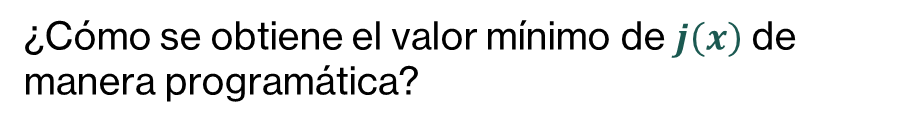 ¿Cómo se obtiene el valor mínimo de j(x) de
manera programática?